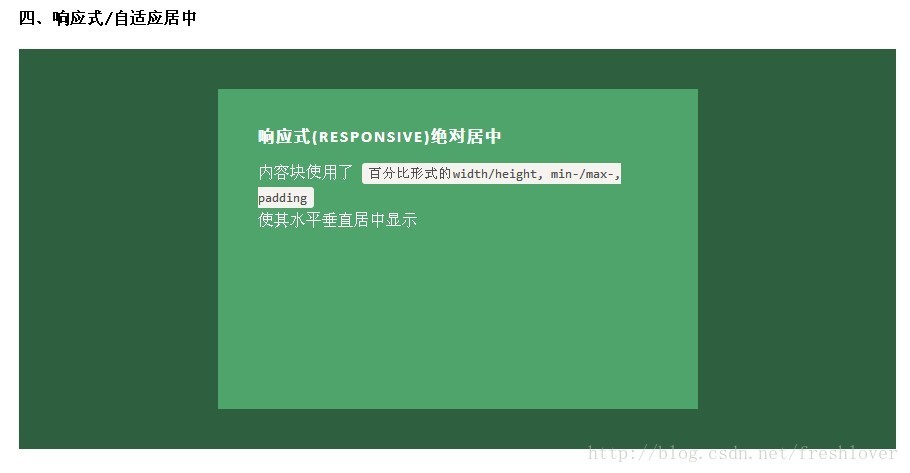 四、响应式/自适应居中
响应式(RESPONSIVE)绝对居中
内容块使用了 百分比形式的width/height, min-/max-,
padding
使其水平垂直居中显示
http://blog.csdn.net/freshlover